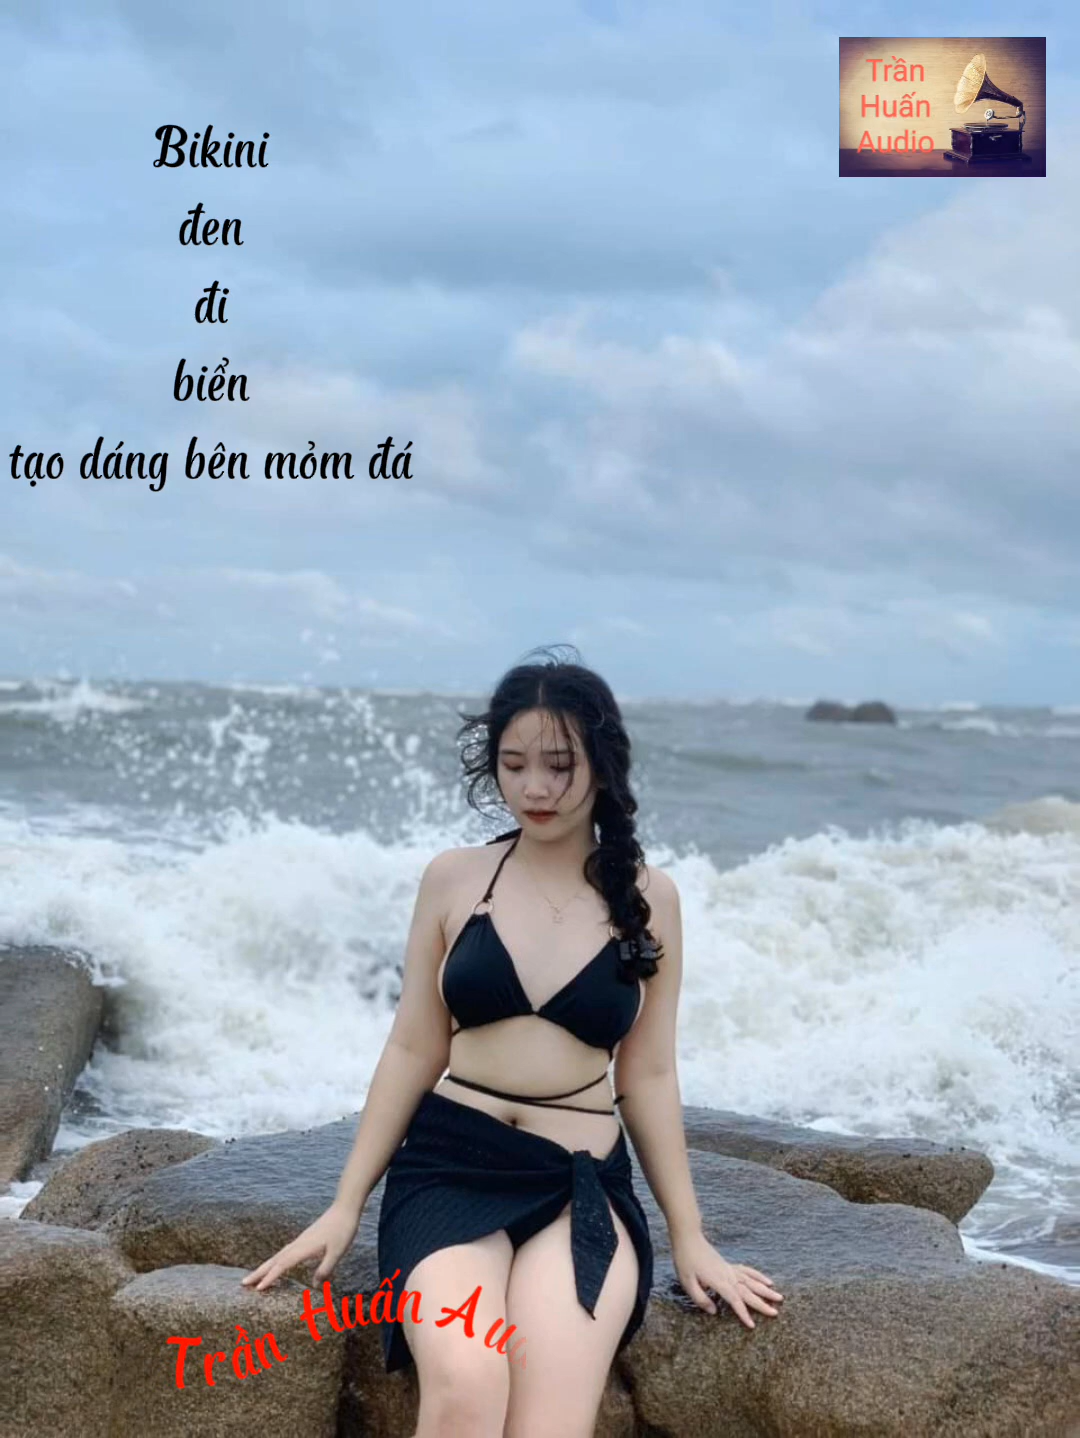 Bikini
đen
đi
biển
tạo dáng bên mỏm đá
Trần
Huấn
Audio
Trần Huấn